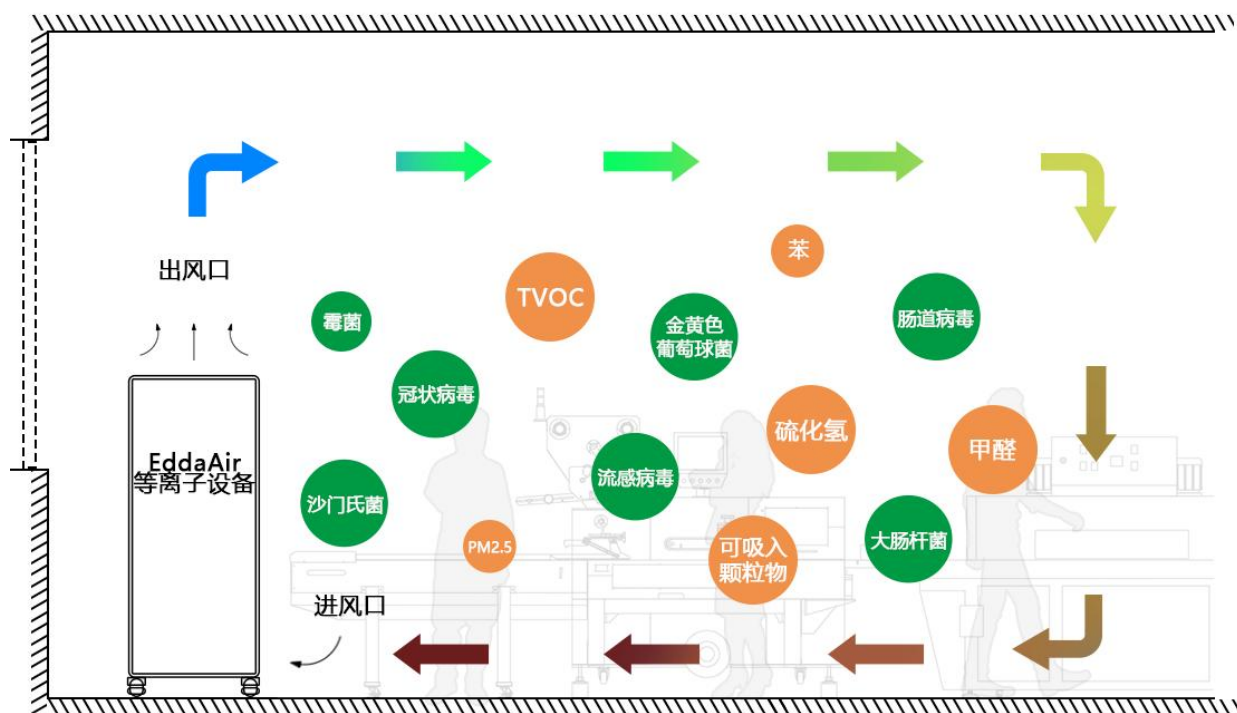 苯
出风口
TVOC
霉菌
金黄色
葡萄球菌
肠道病毒
冠状病毒
硫化氢
甲醛
EddaAir
等离子设备
流感病毒
沙门氏菌
PM2.5
可吸入
颗粒物
大肠杆菌
进风口